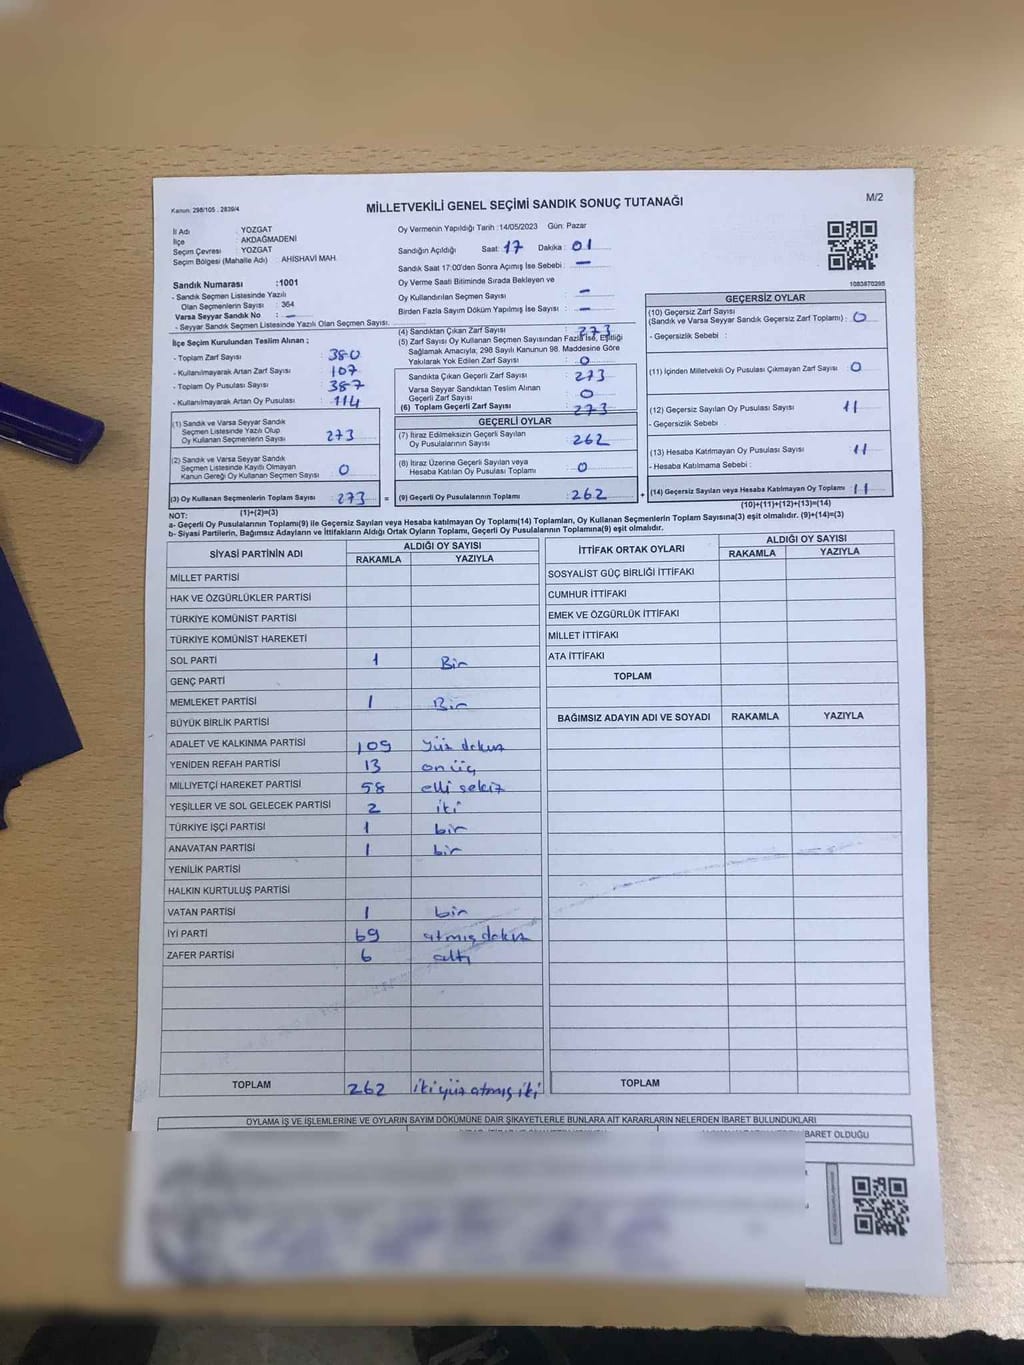 Kanun: 298/105 , 2839/4
MİLLETVEKİLİ GENEL SEÇİMİ SANDIK SONUÇ TUTANAĞI
M/2
İl Adı : YOZGAT
İlçe : AKDAĞMADENİ
Seçim Çevresi : YOZGAT
Seçim Bölgesi (Mahalle Adı) : AHİSHAVİ MAH.
Oy Vermenin Yapıldığı Tarih :14/05/2023 Gün: Pazar
Sandığın Açıldığı Saat: 17 Dakika : 01
Sandık Saat 17:00'den Sonra Açımış İse Sebebi : —
Oy Verme Saati Bitiminde Sırada Bekleyen ve
Oy Kullandırılan Seçmen Sayısı : —
Birden Fazla Sayım Döküm Yapılmış İse Sayısı : —
1083870295
Sandık Numarası :1001
- Sandık Seçmen Listesinde Yazılı
Olan Seçmenlerin Sayısı : 364
Varsa Seyyar Sandık No : —
- Seyyar Sandık Seçmen Listesinde Yazılı Olan Seçmen Sayısı:
İlçe Seçim Kurulundan Teslim Alınan ;
- Toplam Zarf Sayısı : 380
- Kullanılmayarak Artan Zarf Sayısı : 107
- Toplam Oy Pusulası Sayısı : 387
- Kullanılmayarak Artan Oy Pusulası : 114
(1) Sandık ve Varsa Seyyar Sandık
Seçmen Listesinde Yazılı Olup
Oy Kullanan Seçmenlerin Sayısı : 273
(2) Sandık ve Varsa Seyyar Sandık
Seçmen Listesinde Kayıtlı Olmayan
Kanun Gereği Oy Kullanan Seçmen Sayısı : 0
(3) Oy Kullanan Seçmenlerin Toplam Sayısı : 273 =
(1)+(2)=(3)
(4) Sandıktan Çıkan Zarf Sayısı : 273
(5) Zarf Sayısı Oy Kullanan Seçmen Sayısından Fazla İse, Eşitliği
Sağlamak Amacıyla; 298 Sayılı Kanunun 98. Maddesine Göre
Yakılarak Yok Edilen Zarf Sayısı : 0
Sandıkta Çıkan Geçerli Zarf Sayısı : 273
Varsa Seyyar Sandıktan Teslim Alınan
Geçerli Zarf Sayısı : 0
(6) Toplam Geçerli Zarf Sayısı : 273
GEÇERLİ OYLAR
(7) İtiraz Edilmeksizin Geçerli Sayılan
Oy Pusulalarının Sayısı : 262
(8) İtiraz Üzerine Geçerli Sayılan veya
Hesaba Katılan Oy Pusulası Toplamı : 0
(9) Geçerli Oy Pusulalarının Toplamı : 262 +
GEÇERSİZ OYLAR
(10) Geçersiz Zarf Sayısı
(Sandık ve Varsa Seyyar Sandık Geçersiz Zarf Toplamı) : 0
- Geçersizlik Sebebi :
(11) İçinden Milletvekili Oy Pusulası Çıkmayan Zarf Sayısı : 0
(12) Geçersiz Sayılan Oy Pusulası Sayısı : 11
- Geçersizlik Sebebi :
(13) Hesaba Katılmayan Oy Pusulası Sayısı : 11
- Hesaba Katılmama Sebebi :
(14) Geçersiz Sayılan veya Hesaba Katılmayan Oy Toplamı : 11
(10)+(11)+(12)+(13)=(14)
NOT:
a- Geçerli Oy Pusulalarının Toplamı(9) ile Geçersiz Sayılan veya Hesaba katılmayan Oy Toplamı(14) Toplamları, Oy Kullanan Seçmenlerin Toplam Sayısına(3) eşit olmalıdır. (9)+(14)=(3)
b- Siyasi Partilerin, Bağımsız Adayların ve İttifakların Aldığı Ortak Oyların Toplamı, Geçerli Oy Pusulalarının Toplamına(9) eşit olmalıdır.
SİYASİ PARTİNİN ADI ALDIĞI OY SAYISI
RAKAMLA YAZIYLA
MİLLET PARTİSİ
HAK VE ÖZGÜRLÜKLER PARTİSİ
TÜRKİYE KOMÜNİST PARTİSİ
TÜRKİYE KOMÜNİST HAREKETİ
SOL PARTİ 1 Bir
GENÇ PARTİ
MEMLEKET PARTİSİ 1 Bir
BÜYÜK BİRLİK PARTİSİ
ADALET VE KALKINMA PARTİSİ 109 yüz dokuz
YENİDEN REFAH PARTİSİ 13 onüç
MİLLİYETÇİ HAREKET PARTİSİ 58 elli sekiz
YEŞİLLER VE SOL GELECEK PARTİSİ 2 iki
TÜRKİYE İŞÇİ PARTİSİ 1 bir
ANAVATAN PARTİSİ 1 bir
YENİLİK PARTİSİ
HALKIN KURTULUŞ PARTİSİ
VATAN PARTİSİ 1 bir
İYİ PARTİ 69 atmış dokuz
ZAFER PARTİSİ 6 altı
TOPLAM 262 iki yüz atmış iki
İTTİFAK ORTAK OYLARI ALDIĞI OY SAYISI
RAKAMLA YAZIYLA
SOSYALİST GÜÇ BİRLİĞİ İTTİFAKI
CUMHUR İTTİFAKI
EMEK VE ÖZGÜRLÜK İTTİFAKI
MİLLET İTTİFAKI
ATA İTTİFAKI
TOPLAM
BAĞIMSIZ ADAYIN ADI VE SOYADI RAKAMLA YAZIYLA
TOPLAM
OYLAMA İŞ VE İŞLEMLERİNE VE OYLARIN SAYIM DÖKÜMÜNE DAİR ŞİKAYETLERLE BUNLARA AİT KARARLARIN NELERDEN İBARET BULUNDUKLARI
BARET OLDUĞU